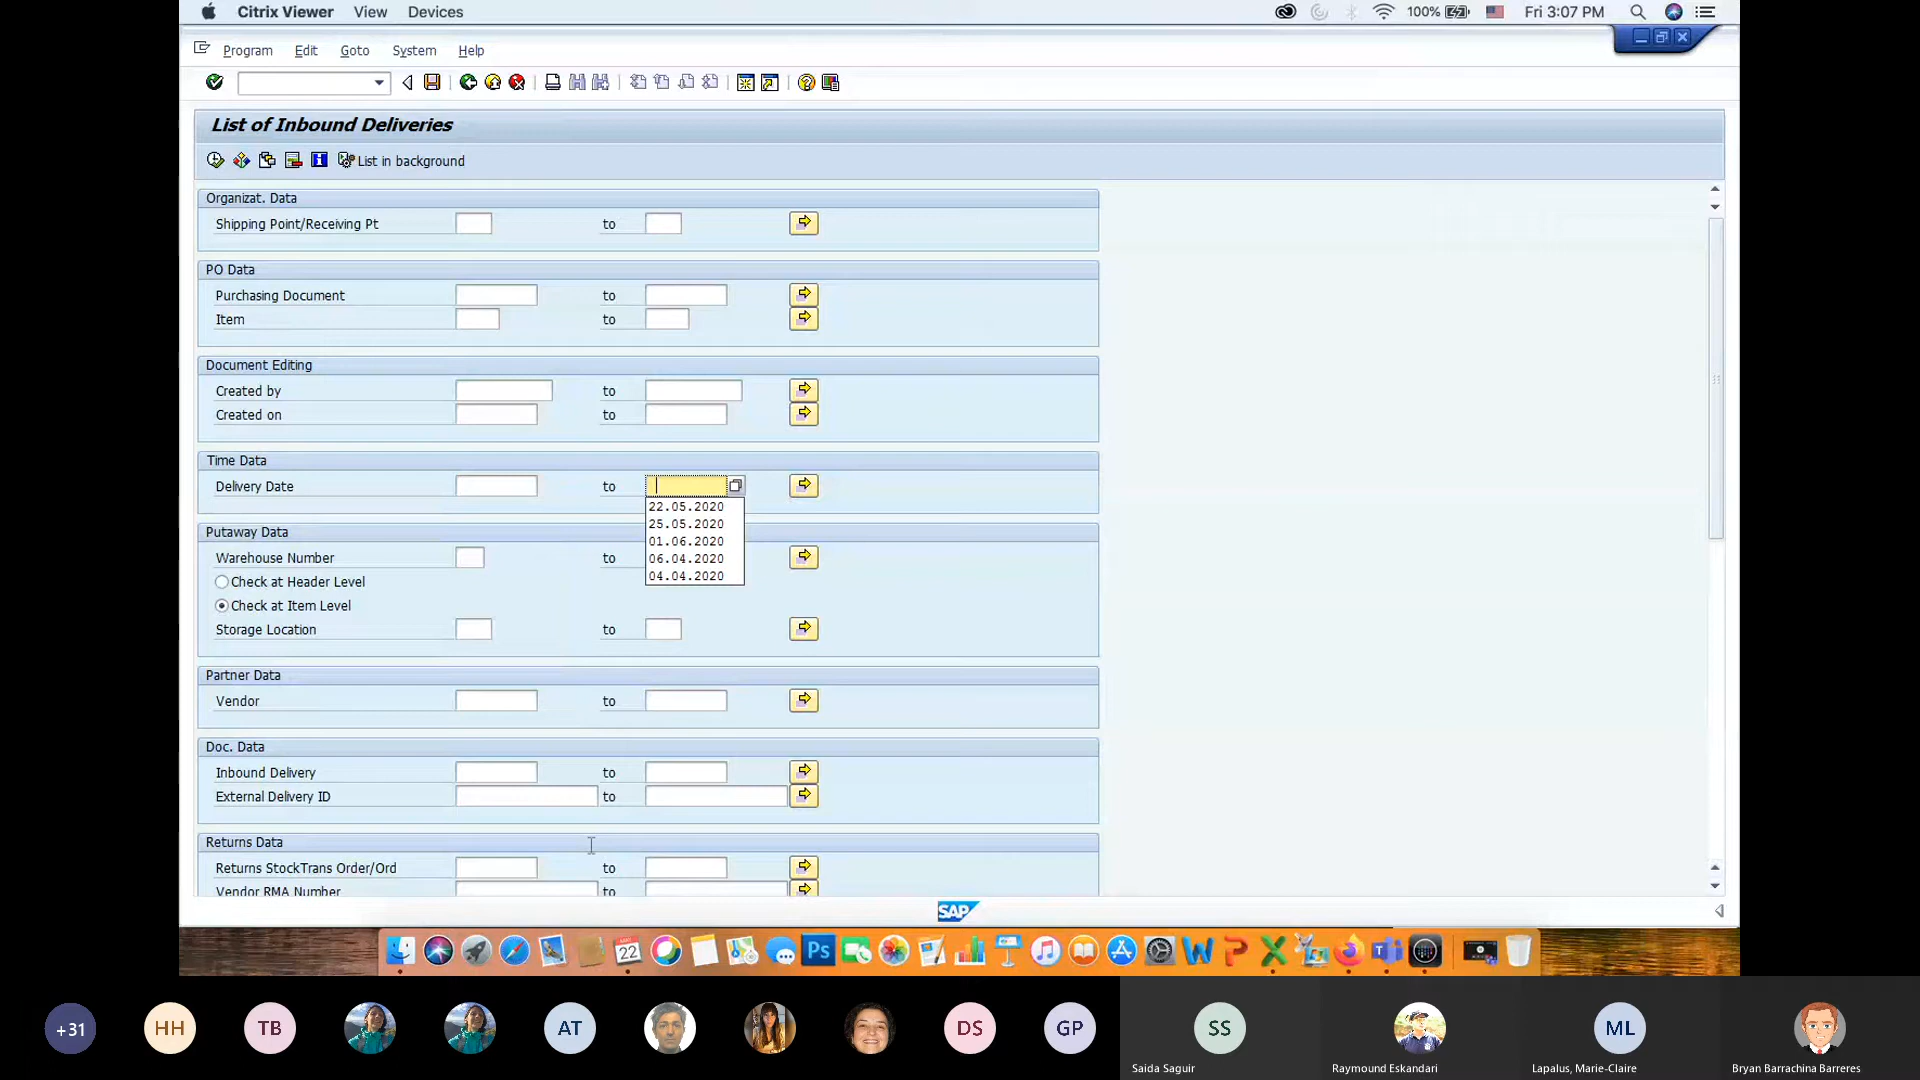 Citrix Viewer View Devices 100% Fri 3:07 PM
Program Edit Goto System Help
List of Inbound Deliveries
List in background
Organizat. Data
Shipping Point/Receiving Pt to
PO Data
Purchasing Document to
Item to
Document Editing
Created by to
Created on to
Time Data
Delivery Date to
22.05.2020
25.05.2020
01.06.2020
06.04.2020
04.04.2020
Putaway Data
Warehouse Number to
Check at Header Level
Check at Item Level
Storage Location to
Partner Data
Vendor to
Doc. Data
Inbound Delivery to
External Delivery ID to
Returns Data
Returns StockTrans Order/Ord to
Vendor RMA Number to
SAP
22 Ps
+31 HH TB AT DS GP SS ML
Saida Saguir Raymound Eskandari Lapalus, Marie-Claire Bryan Barrachina Barreres